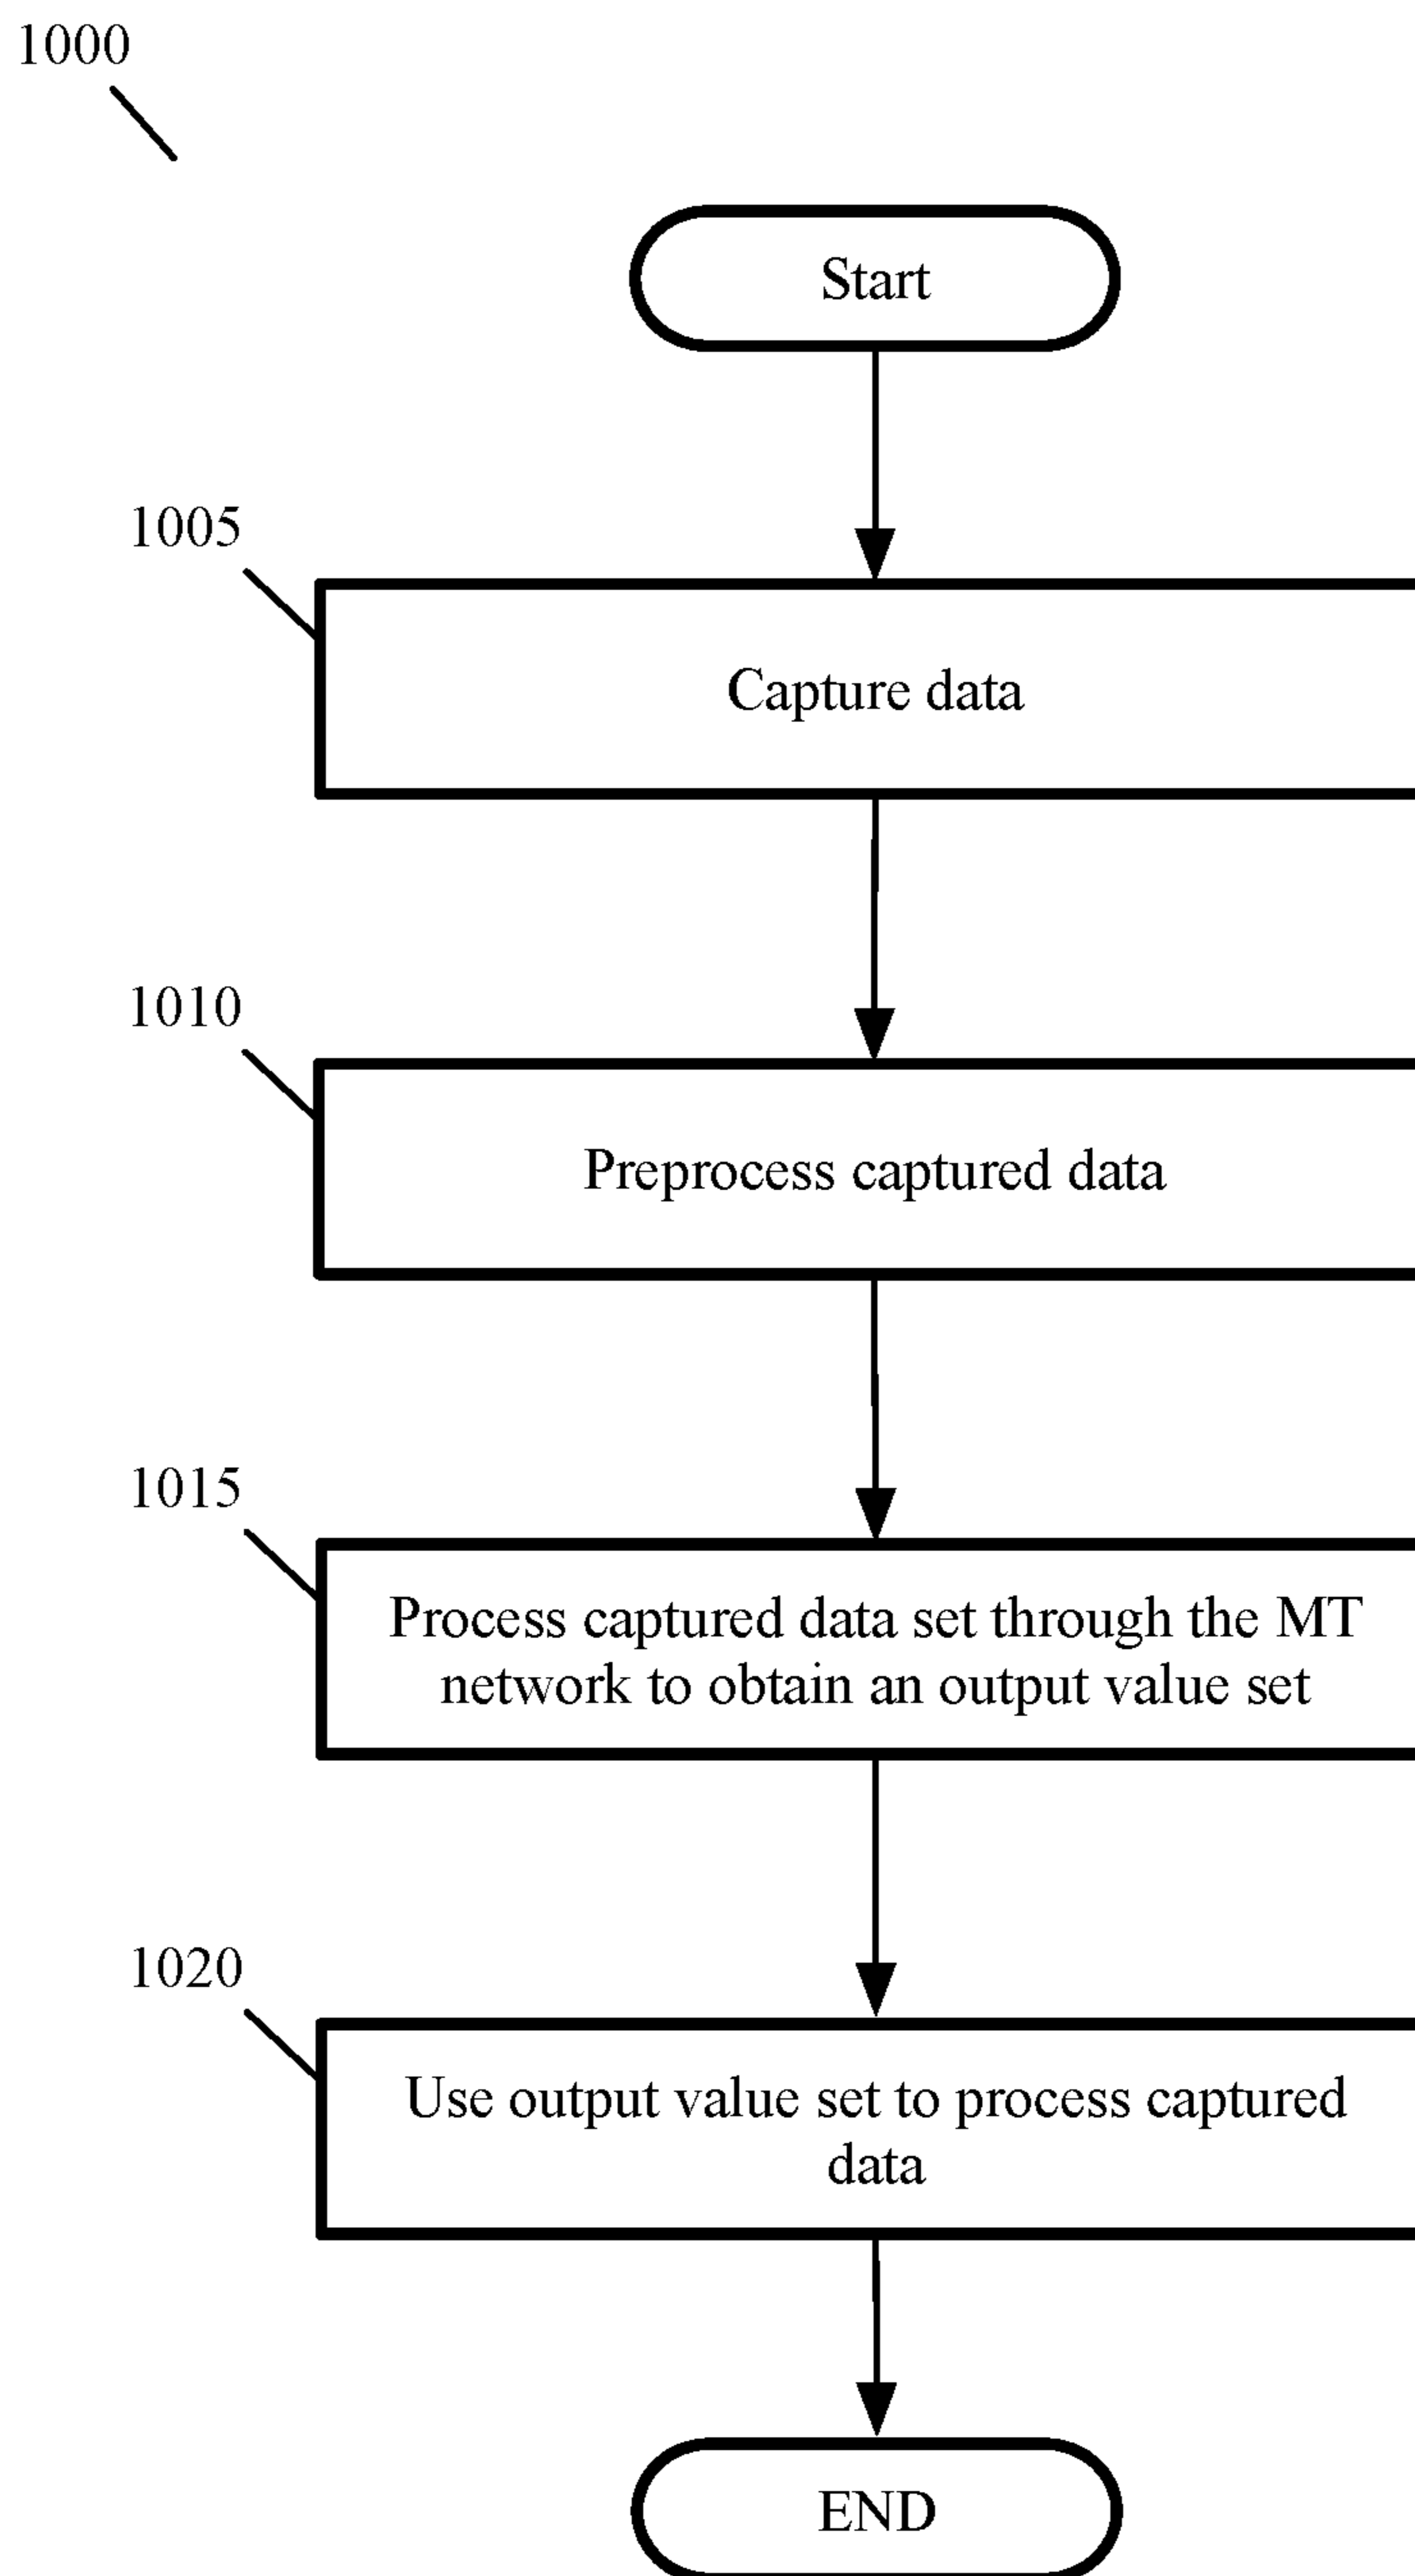 1000
Start
1005
Capture data
1010
Preprocess captured data
1015
Process captured data set through the MT
network to obtain an output value set
1020
Use output value set to process captured
data
END